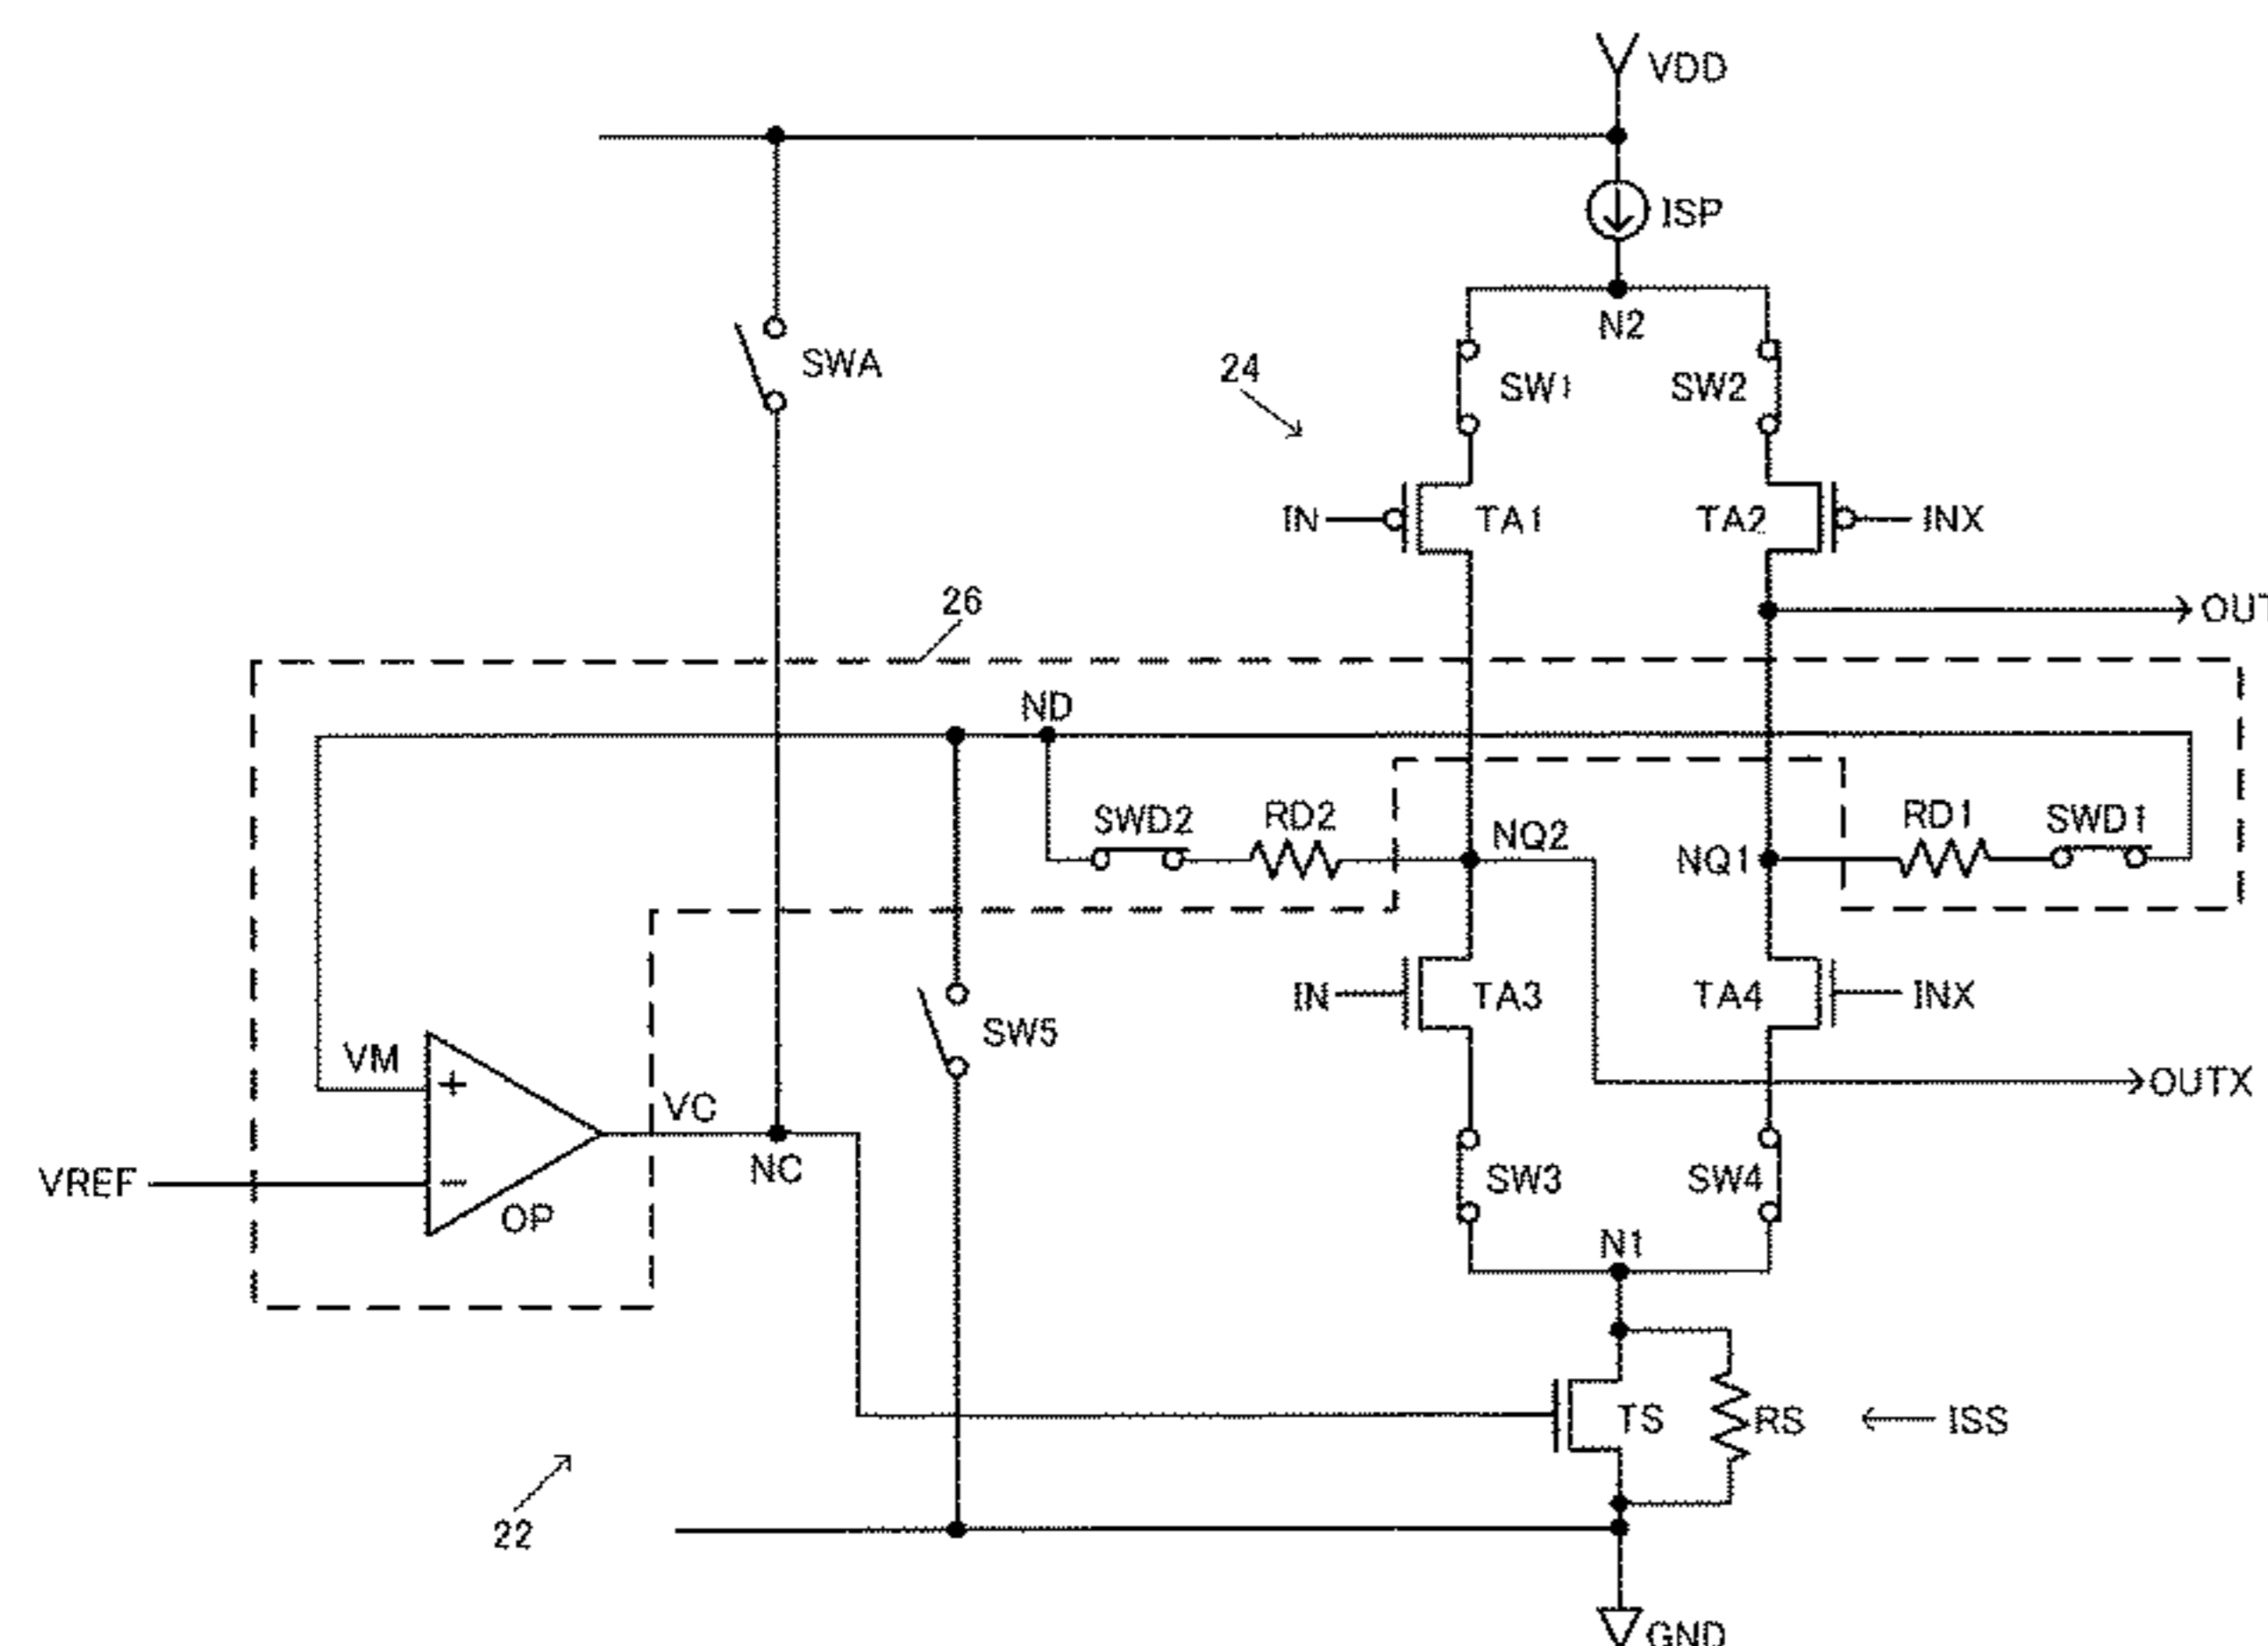 VDD
ISP
N2
SWA
24
SW1
SW2
IN
TA1
TA2
INX
26
OUT
ND
SWD2
RD2
NQ2
RD1
SWD1
NQ1
IN
TA3
TA4
INX
SW5
VM
+
VC
OUTX
NC
VREF
−
OP
SW3
SW4
N1
TS
RS
ISS
22
GND